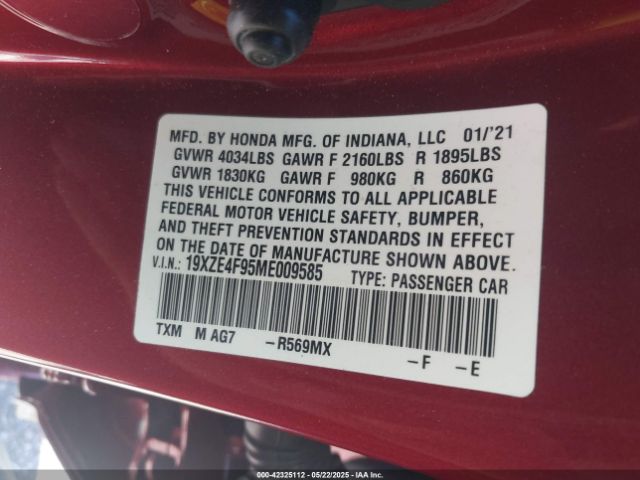 MFD. BY HONDA MFG. OF INDIANA, LLC 01/'21
GVWR 4034LBS GAWR F 2160LBS R 1895LBS
GVWR 1830KG GAWR F 980KG R 860KG
THIS VEHICLE CONFORMS TO ALL APPLICABLE
FEDERAL MOTOR VEHICLE SAFETY, BUMPER,
AND THEFT PREVENTION STANDARDS IN EFFECT
ON THE DATE OF MANUFACTURE SHOWN ABOVE.
V.I.N.: 19XZE4F95ME009585 TYPE: PASSENGER CAR
TXM M AG7 -R569MX -F -E
000-42325112 - 05/22/2025 - IAAI, Inc.